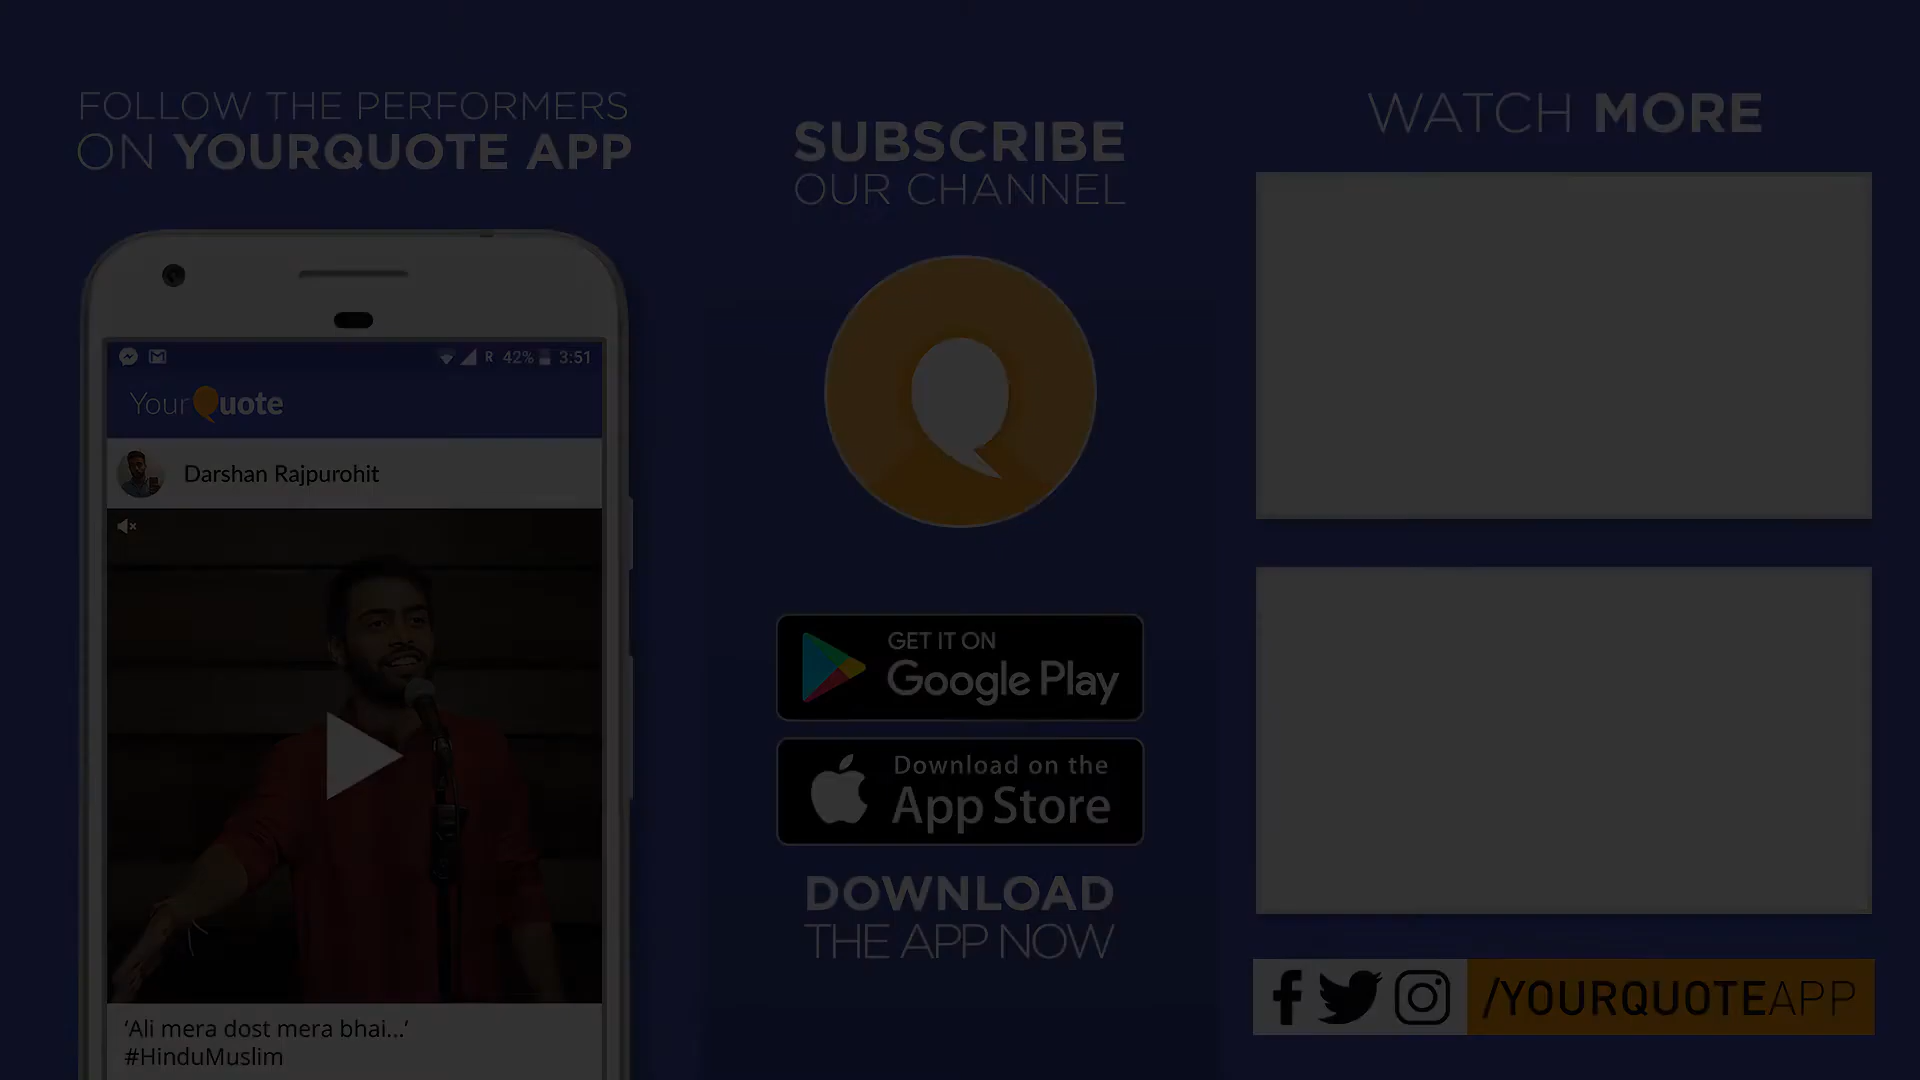 FOLLOW THE PERFORMERS
ON YOURQUOTE APP
R 42% 3:51
YourQuote
Darshan Rajpurohit
‘Ali mera dost mera bhai...’
#HinduMuslim
SUBSCRIBE
OUR CHANNEL
GET IT ON
Google Play
Download on the
App Store
DOWNLOAD
THE APP NOW
WATCH MORE
/YOURQUOTEAPP